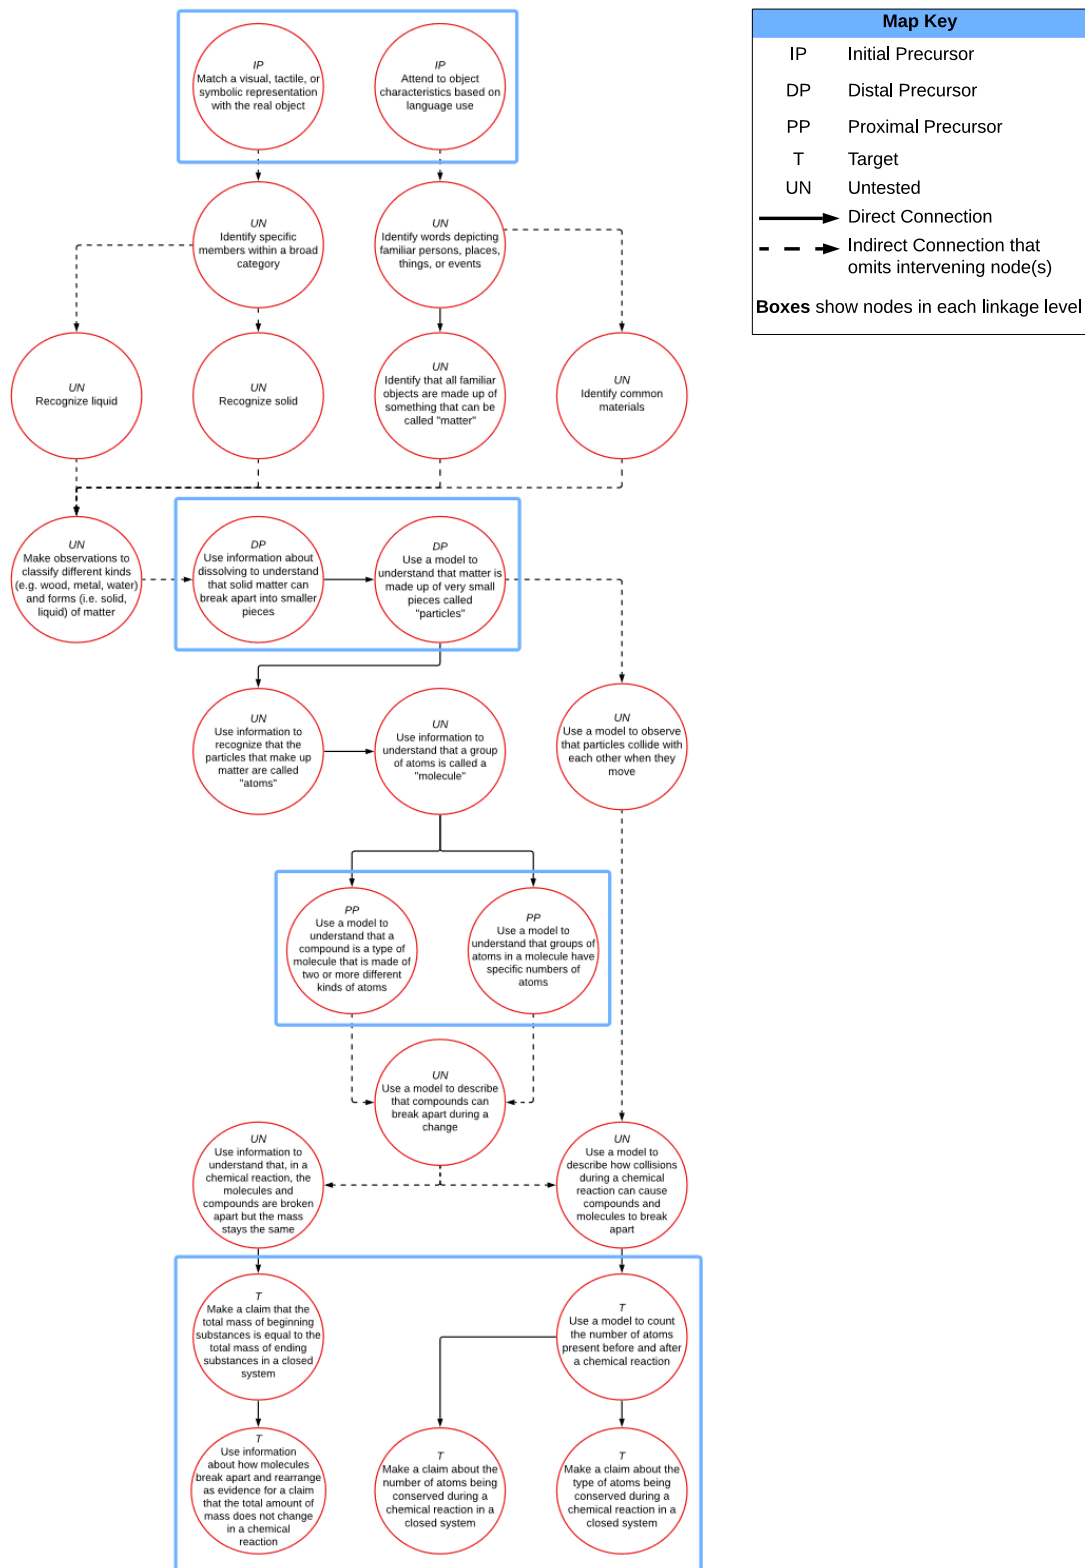 IP
Match a visual, tactile, or
symbolic representation
with the real object
IP
Attend to object
characteristics based on
language use
Map Key
IP Initial Precursor
DP Distal Precursor
PP Proximal Precursor
T Target
UN Untested
Direct Connection
Indirect Connection that
omits intervening node(s)
Boxes show nodes in each linkage level
UN
Identify specific
members within a broad
category
UN
Identify words depicting
familiar persons, places,
things, or events
UN
Recognize liquid
UN
Recognize solid
UN
Identify that all familiar
objects are made up of
something that can be
called "matter"
UN
Identify common
materials
UN
Make observations to
classify different kinds
(e.g. wood, metal, water)
and forms (i.e. solid,
liquid) of matter
DP
Use information about
dissolving to understand
that solid matter can
break apart into smaller
pieces
DP
Use a model to
understand that matter is
made up of very small
pieces called
"particles"
UN
Use information to
recognize that the
particles that make up
matter are called
"atoms"
UN
Use information to
understand that a group
of atoms is called a
"molecule"
UN
Use a model to observe
that particles collide with
each other when they
move
PP
Use a model to
understand that a
compound is a type of
molecule that is made of
two or more different
kinds of atoms
PP
Use a model to
understand that groups of
atoms in a molecule have
specific numbers of
atoms
UN
Use a model to describe
that compounds can
break apart during a
change
UN
Use information to
understand that, in a
chemical reaction, the
molecules and
compounds are broken
apart but the mass
stays the same
UN
Use a model to
describe how collisions
during a chemical
reaction can cause
compounds and
molecules to break
apart
T
Make a claim that the
total mass of beginning
substances is equal to the
total mass of ending
substances in a closed
system
T
Use a model to count
the number of atoms
present before and after
a chemical reaction
T
Use information
about how molecules
break apart and rearrange
as evidence for a claim
that the total amount of
mass does not change
in a chemical
reaction
T
Make a claim about the
number of atoms being
conserved during a
chemical reaction in a
closed system
T
Make a claim about the
type of atoms being
conserved during a
chemical reaction in a
closed system